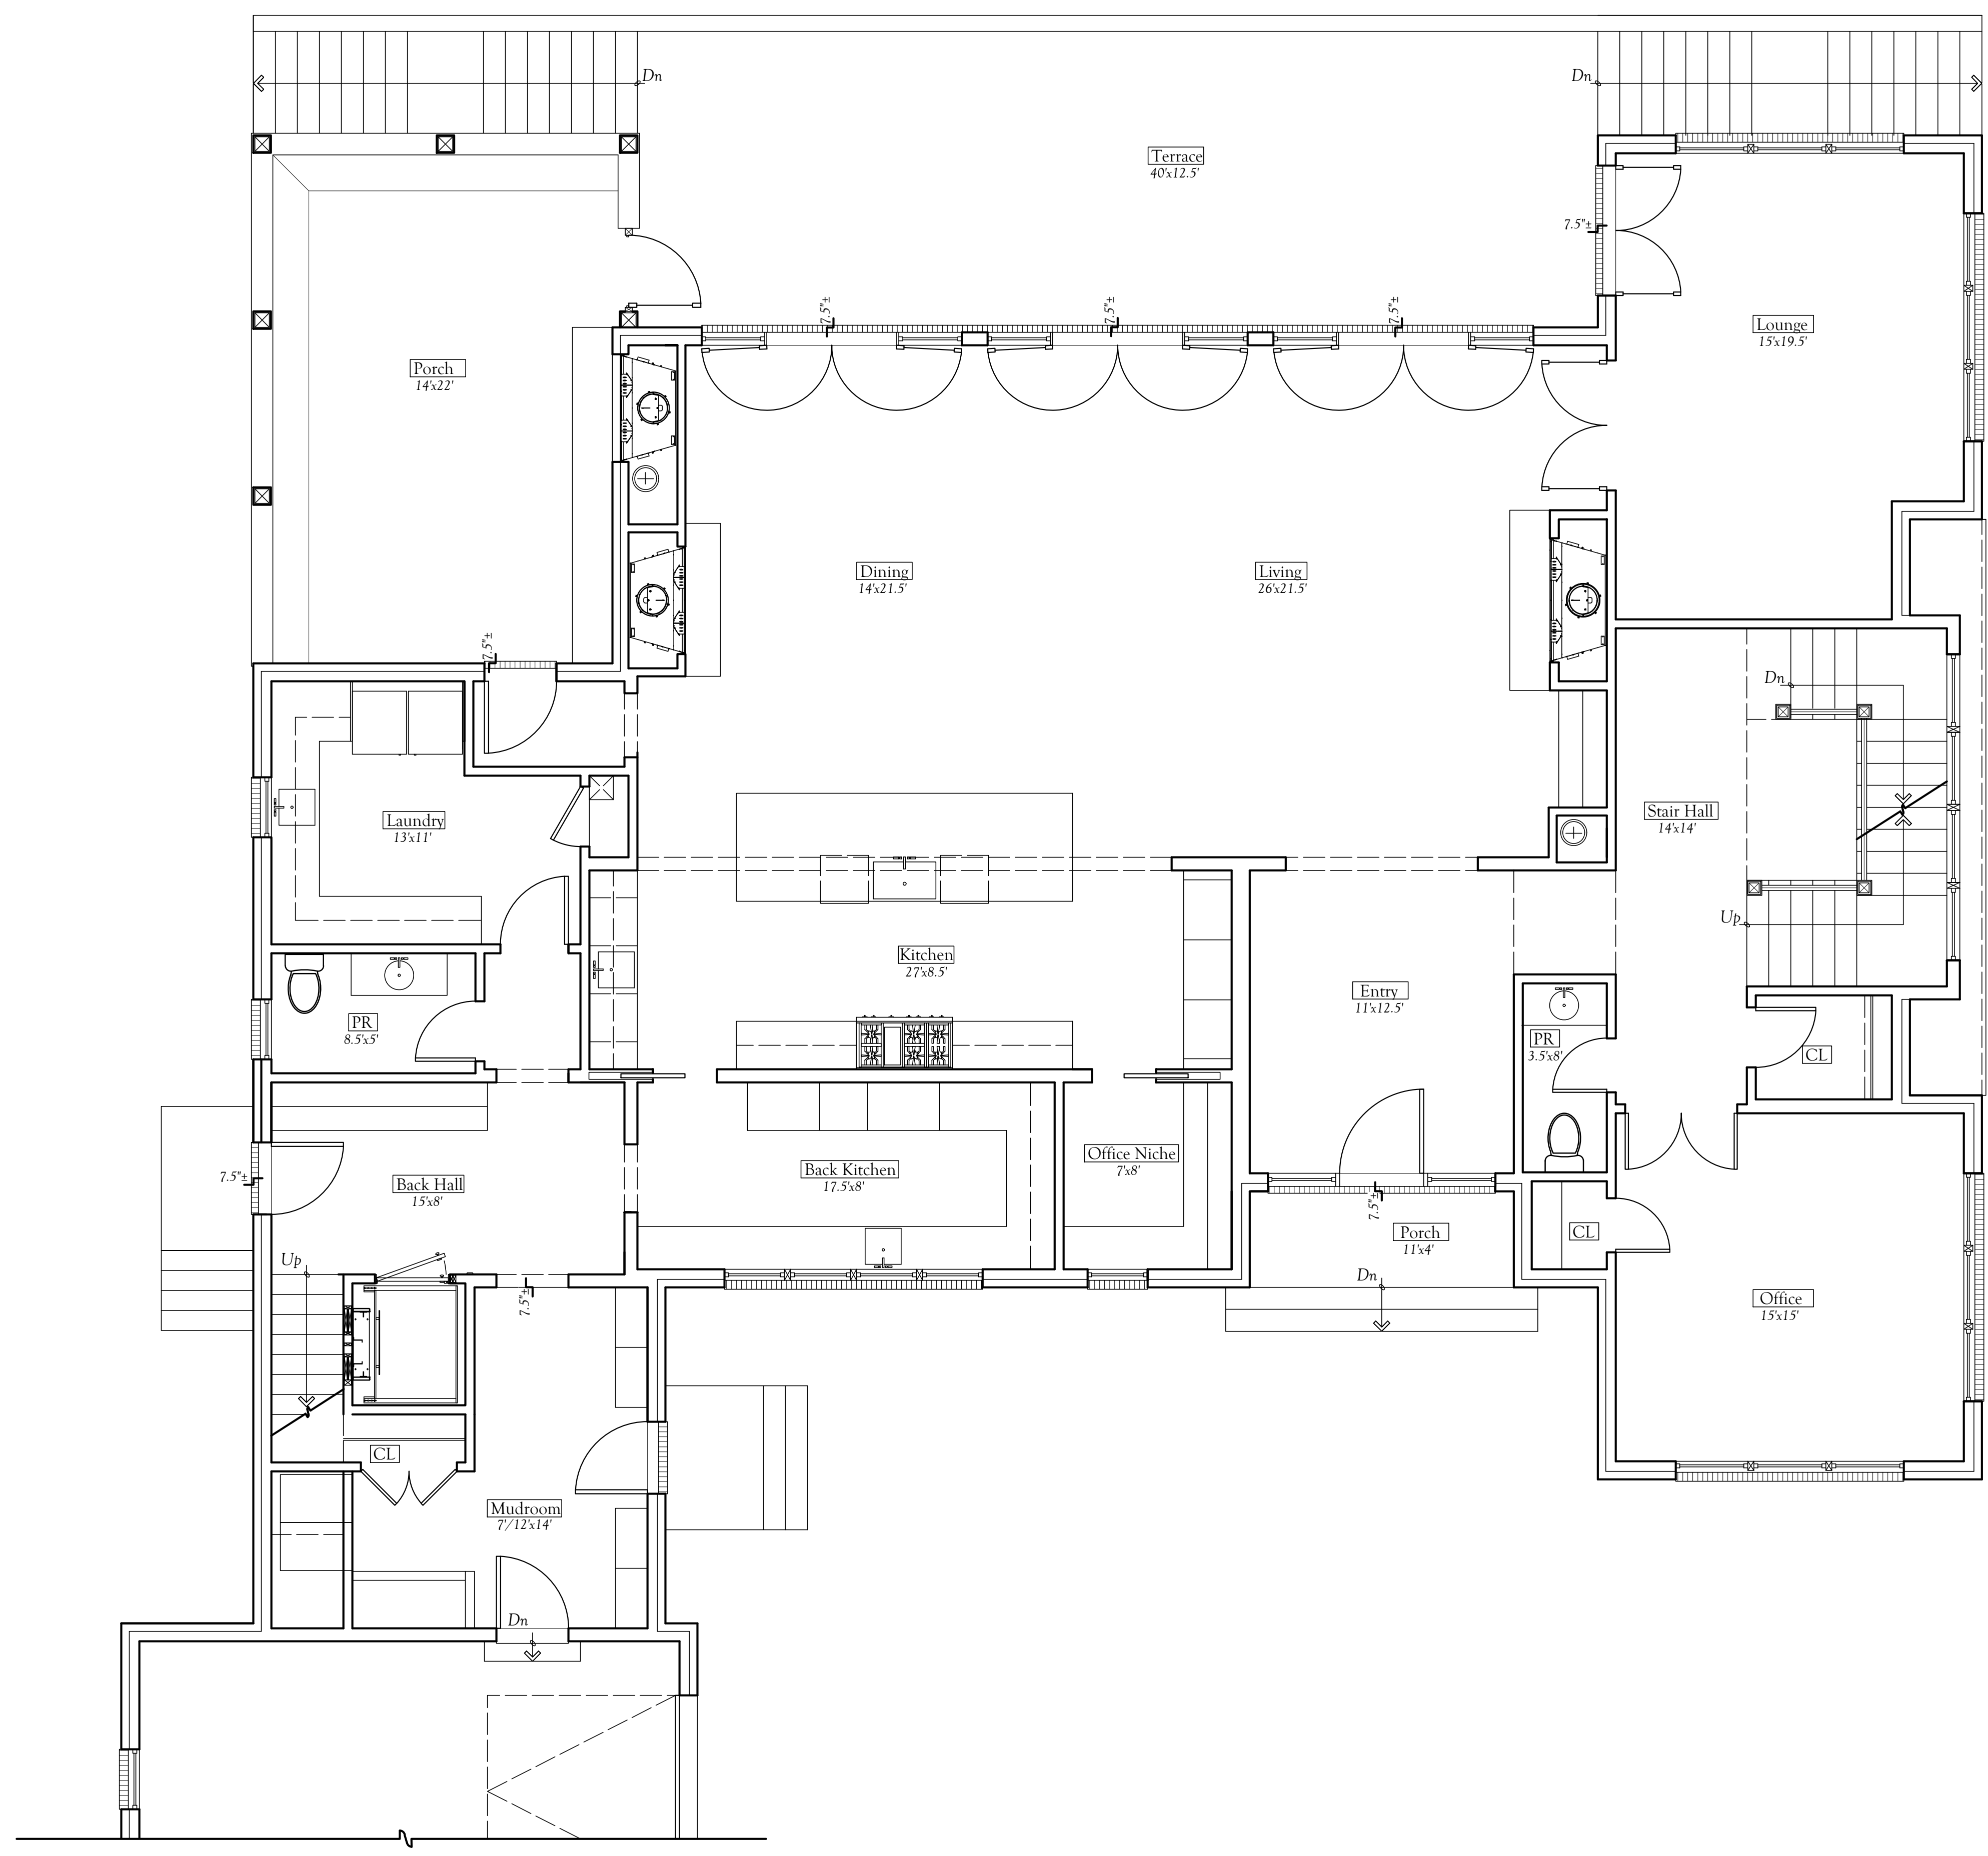 Dn
Dn
Terrace
40'x12.5'
7.5"±
7.5"±
7.5"±
7.5"±
Lounge
15'x19.5'
Porch
14'x22'
Dining
14'x21.5'
Living
26'x21.5'
7.5"±
Dn
Laundry
13'x11'
Stair Hall
14'x14'
Up
Kitchen
27'x8.5'
Entry
11'x12.5'
PR
8.5'x5'
PR
3.5'x8'
CL
Back Hall
15'x8'
7.5"±
Back Kitchen
17.5'x8'
Office Niche
7'x8'
7.5"±
Porch
11'x4'
CL
Up
Dn
7.5"±
Office
15'x15'
CL
Mudroom
7'/12'x14'
Dn